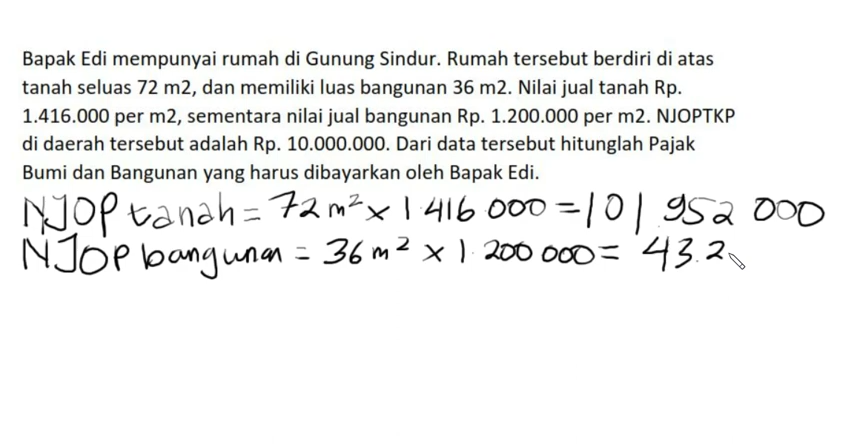 Bapak Edi mempunyai rumah di Gunung Sindur. Rumah tersebut berdiri di atas
tanah seluas 72 m2, dan memiliki luas bangunan 36 m2. Nilai jual tanah Rp.
1.416.000 per m2, sementara nilai jual bangunan Rp. 1.200.000 per m2. NJOPTKP
di daerah tersebut adalah Rp. 10.000.000. Dari data tersebut hitunglah Pajak
Bumi dan Bangunan yang harus dibayarkan oleh Bapak Edi.
NJOP tanah = 72 m² x 1.416 000 = 101 952 000
NJOP bangunan = 36 m² x 1.200 000 = 43.2